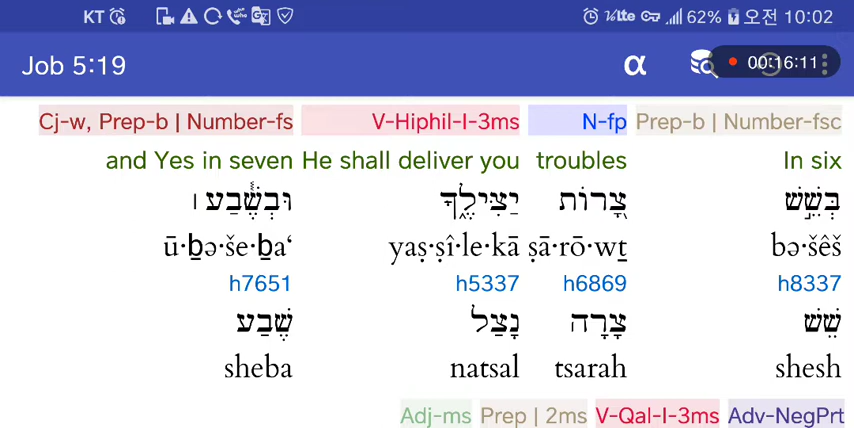 KT 62% 오전 10:02
Job 5:19 α 00:16:11
Cj-w, Prep-b | Number-fs V-Hiphil-I-3ms N-fp Prep-b | Number-fsc
and Yes in seven He shall deliver you troubles In six
בְּשֵׁ֣שׁ צָ֭רוֹת יַצִּילֶ֑ךָּ וּבְשֶׁ֓בַע ׀
ū·ḇə·še·ḇa‘ yaṣ·ṣî·le·kā ṣā·rō·wṯ bə·šêš
h7651 h5337 h6869 h8337
שֵׁשׁ צָרָה נָצַל שֶׁבַע
sheba natsal tsarah shesh
Adj-ms Prep | 2ms V-Qal-I-3ms Adv-NegPrt